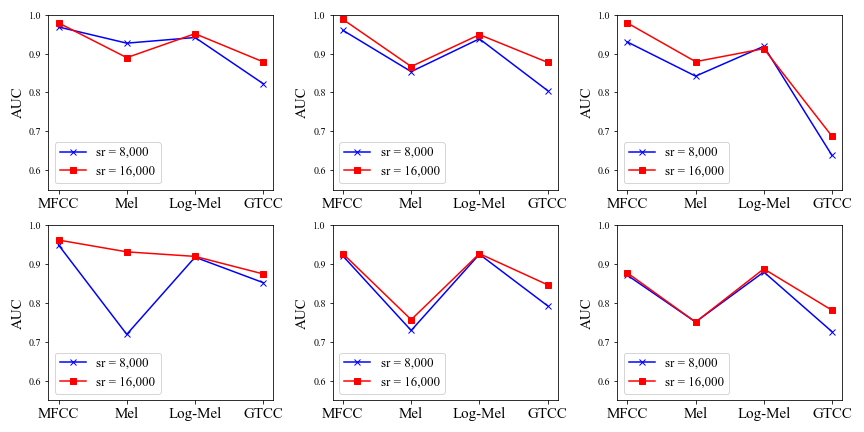 1.0
0.9
0.8
0.7
0.6
AUC
sr = 8,000
sr = 16,000
MFCC Mel Log-Mel GTCC
1.0
0.9
0.8
0.7
0.6
AUC
sr = 8,000
sr = 16,000
MFCC Mel Log-Mel GTCC
1.0
0.9
0.8
0.7
0.6
AUC
sr = 8,000
sr = 16,000
MFCC Mel Log-Mel GTCC
1.0
0.9
0.8
0.7
0.6
AUC
sr = 8,000
sr = 16,000
MFCC Mel Log-Mel GTCC
1.0
0.9
0.8
0.7
0.6
AUC
sr = 8,000
sr = 16,000
MFCC Mel Log-Mel GTCC
1.0
0.9
0.8
0.7
0.6
AUC
sr = 8,000
sr = 16,000
MFCC Mel Log-Mel GTCC